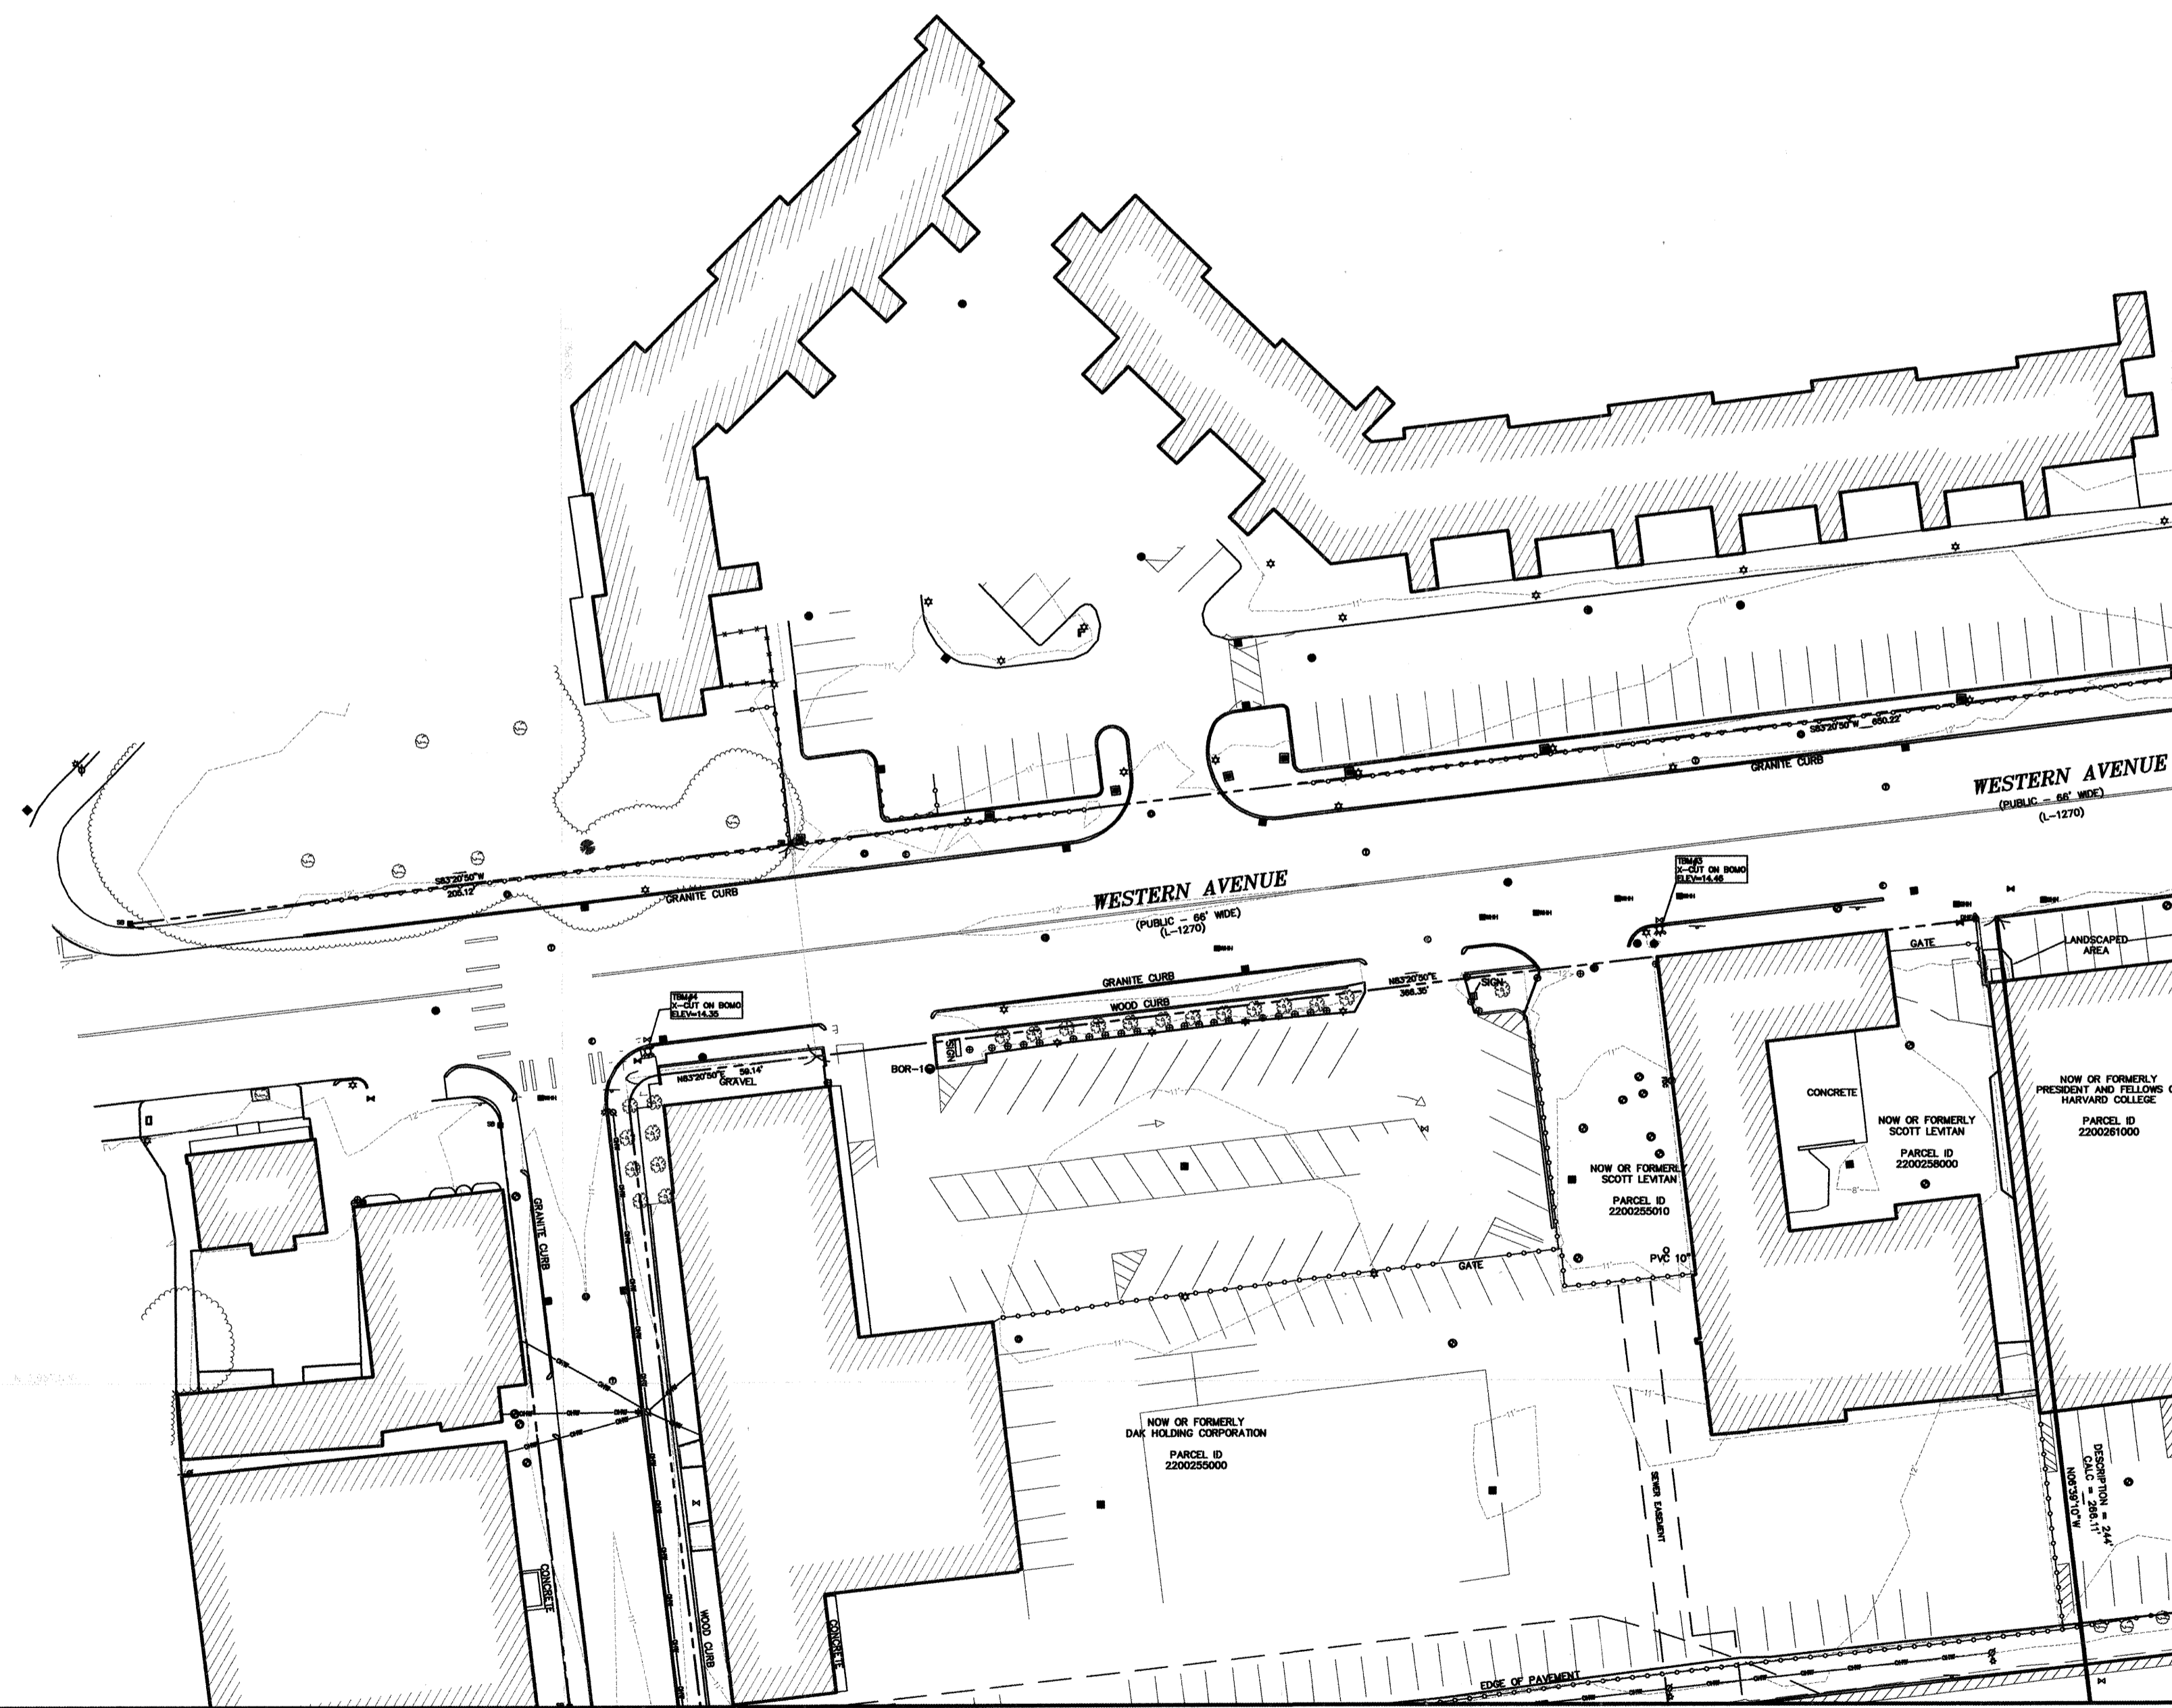 S83°20'50"W 650.22'
GRANITE CURB
WESTERN AVENUE
(PUBLIC - 66' WIDE)
(L-1270)
S83°20'50"W
205.12'
GRANITE CURB
WESTERN AVENUE
(PUBLIC - 66' WIDE)
(L-1270)
TBM#3
X-CUT ON BOMO
ELEV=14.46
GATE
LANDSCAPED
AREA
GRANITE CURB
WOOD CURB
N83°20'50"E
366.35'
SIGN
TBM#4
X-CUT ON BOMO
ELEV=14.35
SIGN
BOR-1
N83°20'50"E 59.14'
GRAVEL
CONCRETE
NOW OR FORMERLY
PRESIDENT AND FELLOWS O
HARVARD COLLEGE
PARCEL ID
2200261000
NOW OR FORMERLY
SCOTT LEVITAN
PARCEL ID
2200258000
NOW OR FORMERLY
SCOTT LEVITAN
PARCEL ID
2200255010
GRANITE CURB
GATE
PVC 10"
NOW OR FORMERLY
DAK HOLDING CORPORATION
PARCEL ID
2200255000
SEWER EASEMENT
DESCRIPTION = 244'
CALC = 266.11'
N06°39'10"W
CONCRETE
WOOD CURB
CONCRETE
EDGE OF PAVEMENT